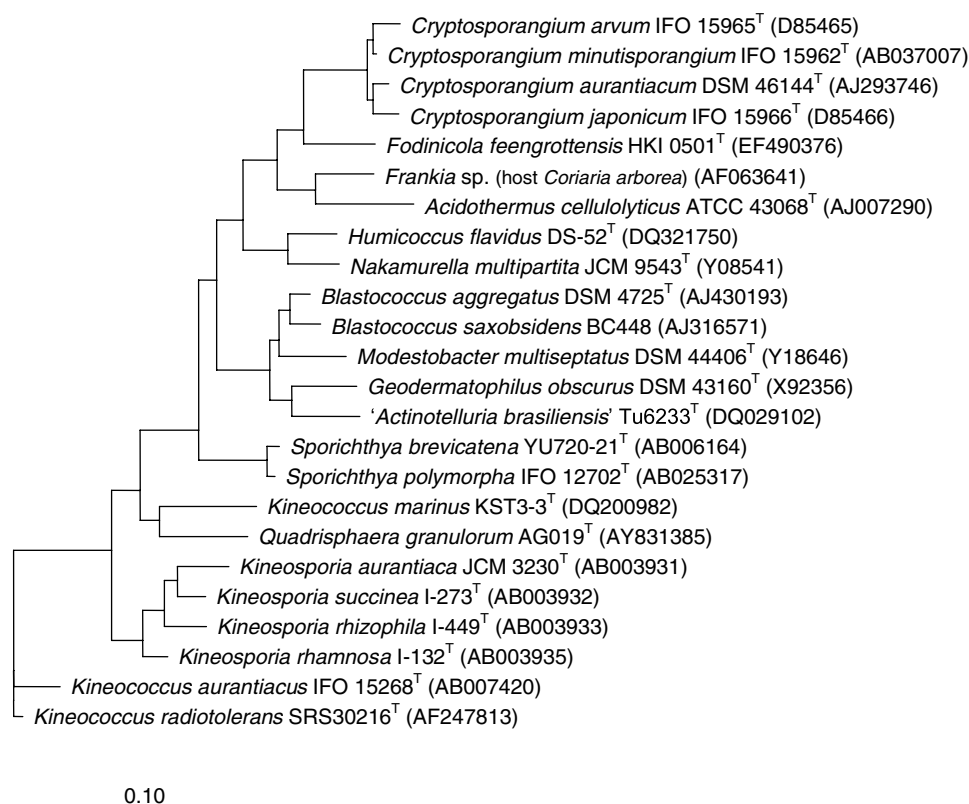 Cryptosporangium arvum IFO 15965T (D85465)
Cryptosporangium minutisporangium IFO 15962T (AB037007)
Cryptosporangium aurantiacum DSM 46144T (AJ293746)
Cryptosporangium japonicum IFO 15966T (D85466)
Fodinicola feengrottensis HKI 0501T (EF490376)
Frankia sp. (host Coriaria arborea) (AF063641)
Acidothermus cellulolyticus ATCC 43068T (AJ007290)
Humicoccus flavidus DS-52T (DQ321750)
Nakamurella multipartita JCM 9543T (Y08541)
Blastococcus aggregatus DSM 4725T (AJ430193)
Blastococcus saxobsidens BC448 (AJ316571)
Modestobacter multiseptatus DSM 44406T (Y18646)
Geodermatophilus obscurus DSM 43160T (X92356)
‘Actinotelluria brasiliensis’ Tu6233T (DQ029102)
Sporichthya brevicatena YU720-21T (AB006164)
Sporichthya polymorpha IFO 12702T (AB025317)
Kineococcus marinus KST3-3T (DQ200982)
Quadrisphaera granulorum AG019T (AY831385)
Kineosporia aurantiaca JCM 3230T (AB003931)
Kineosporia succinea I-273T (AB003932)
Kineosporia rhizophila I-449T (AB003933)
Kineosporia rhamnosa I-132T (AB003935)
Kineococcus aurantiacus IFO 15268T (AB007420)
Kineococcus radiotolerans SRS30216T (AF247813)
0.10